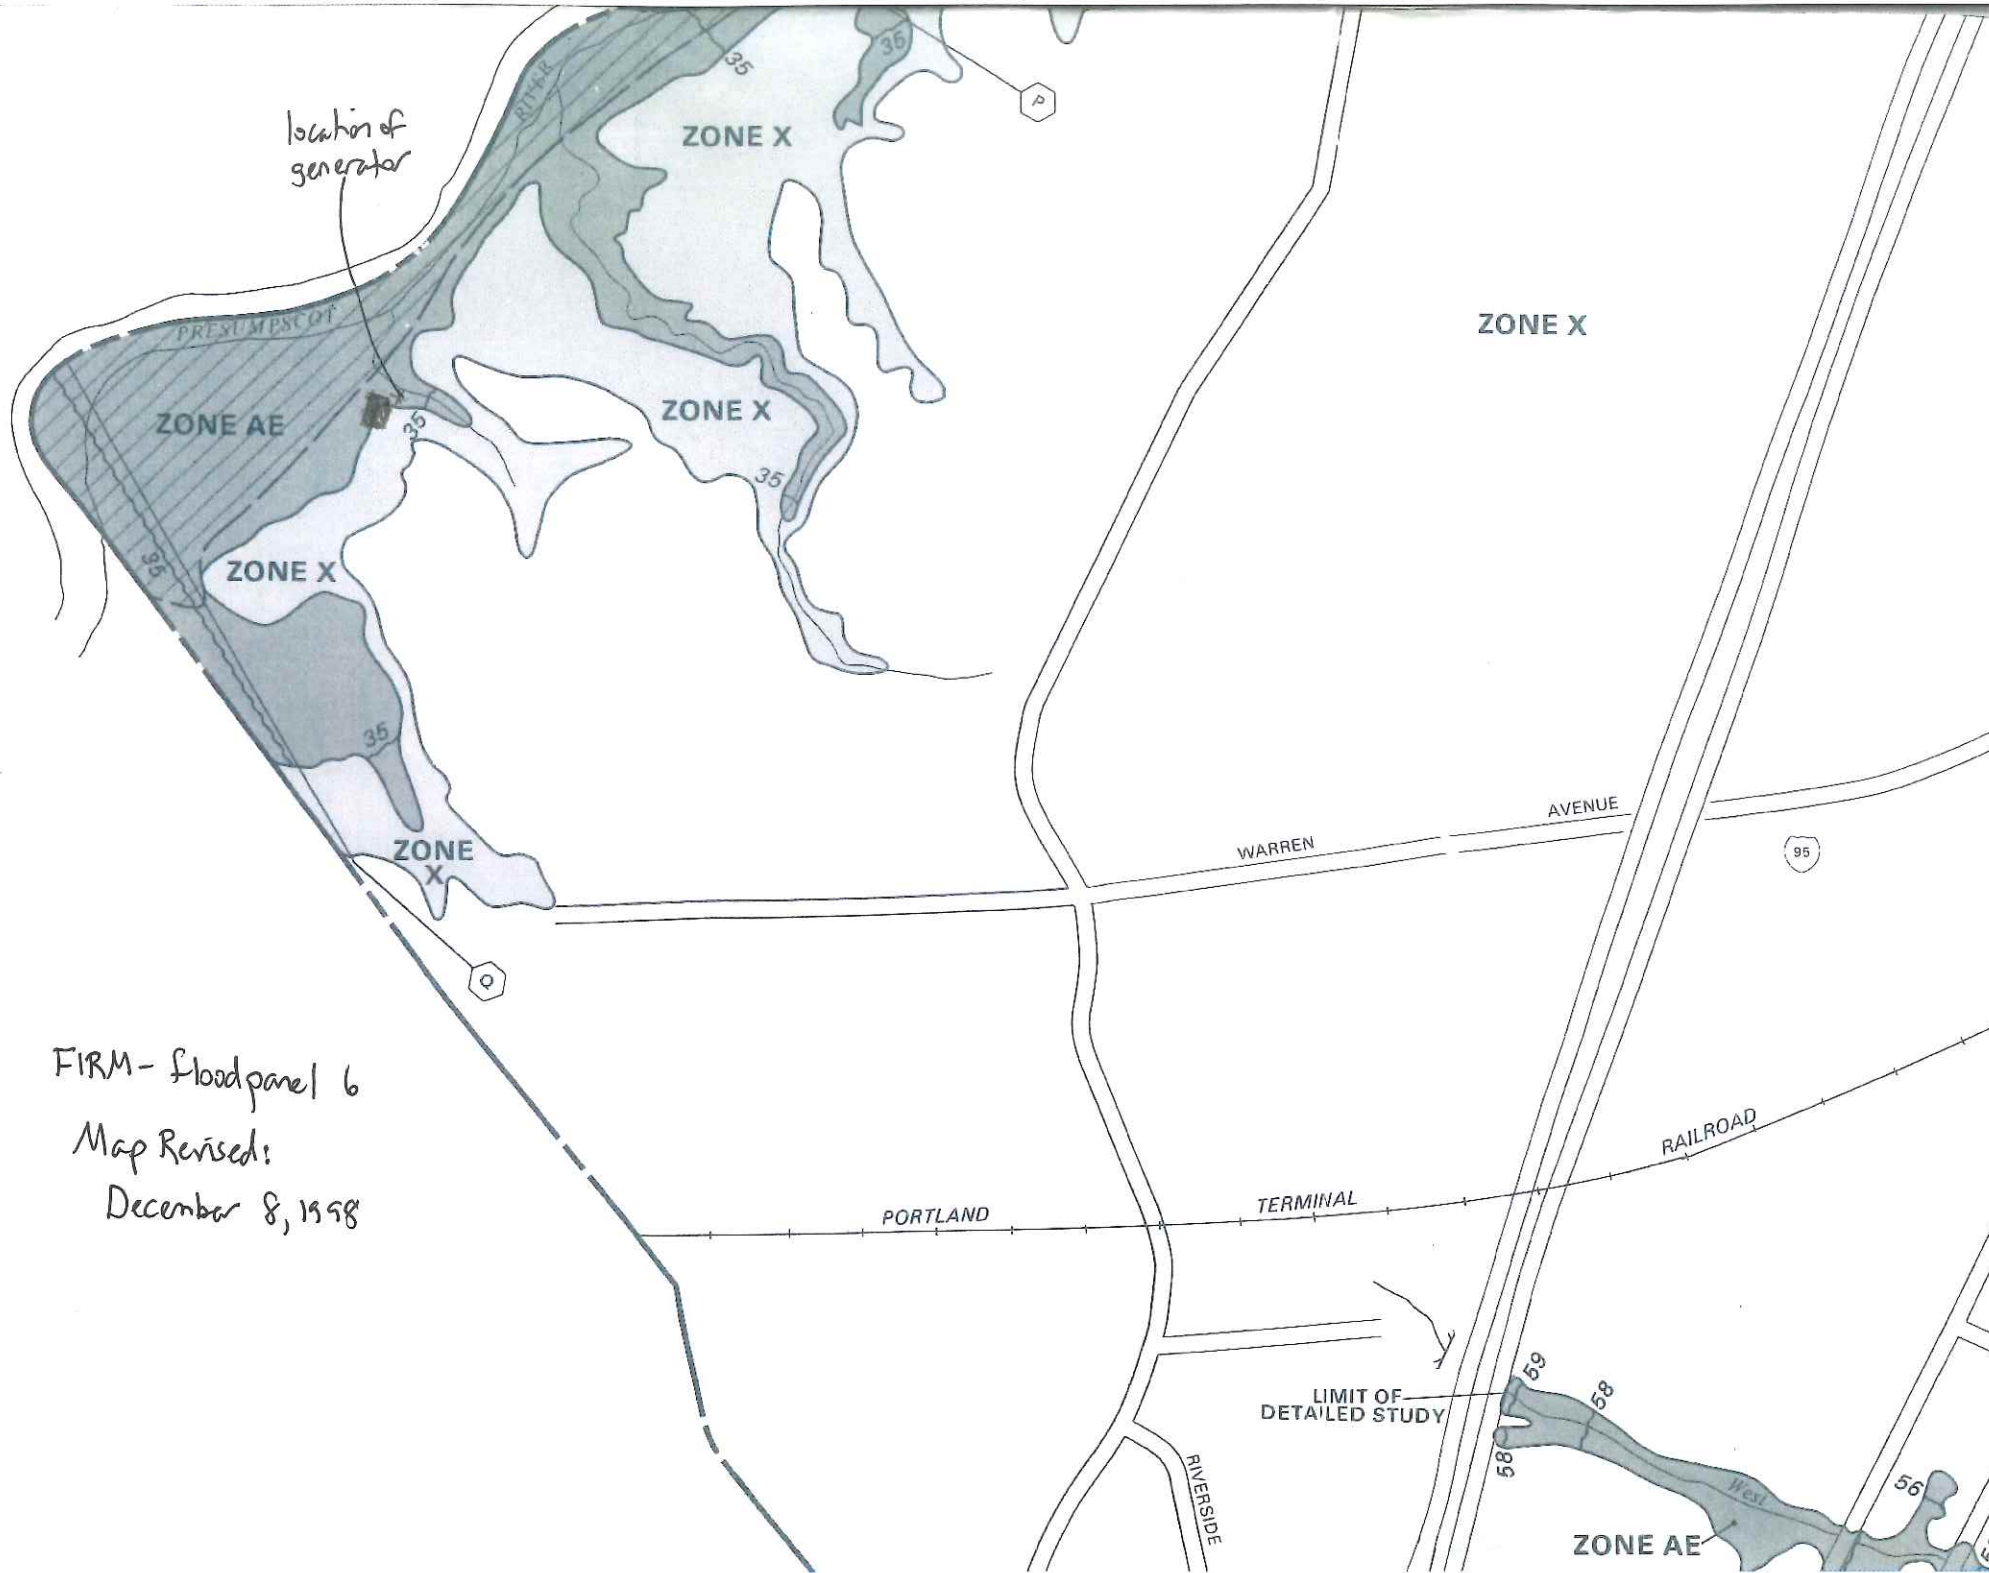 35
35
P
RIVER
location of
generator
ZONE X
ZONE X
PRESUMPSCOT
ZONE AE
ZONE X
35
35
35
ZONE X
35
ZONE
X
AVENUE
WARREN
95
Q
FIRM - floodpanel 6
Map Revised:
December 8, 1998
RAILROAD
TERMINAL
PORTLAND
LIMIT OF
DETAILED STUDY
59
58
58
RIVERSIDE
West
56
ZONE AE